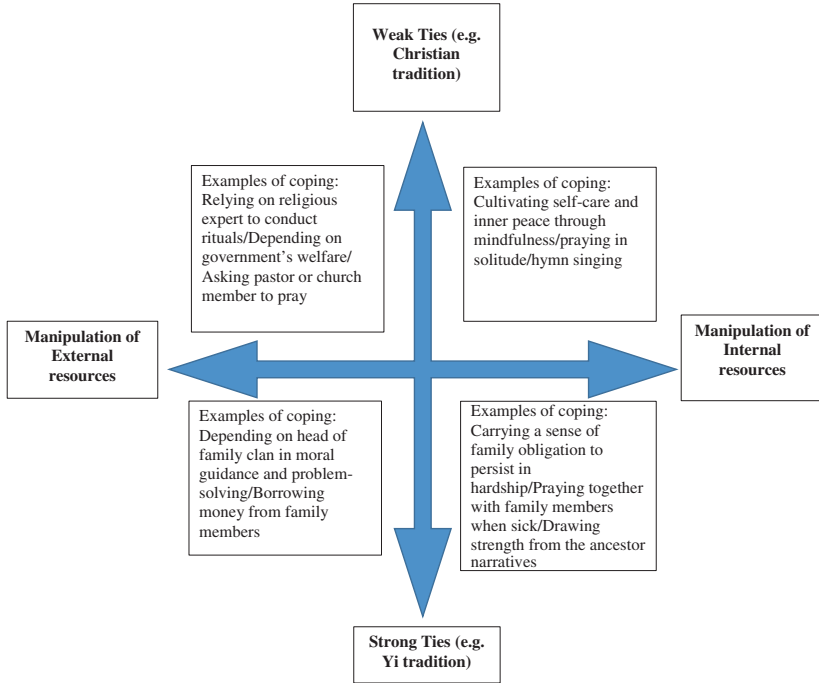 Weak Ties (e.g.
Christian
tradition)
Examples of coping:
Relying on religious
expert to conduct
rituals/Depending on
government's welfare/
Asking pastor or church
member to pray
Examples of coping:
Cultivating self-care and
inner peace through
mindfulness/praying in
solitude/hymn singing
Manipulation of
External
resources
Manipulation of
Internal
resources
Examples of coping:
Depending on head of
family clan in moral
guidance and problem-
solving/Borrowing
money from family
members
Examples of coping:
Carrying a sense of
family obligation to
persist in
hardship/Praying together
with family members
when sick/Drawing
strength from the ancestor
narratives
Strong Ties (e.g.
Yi tradition)